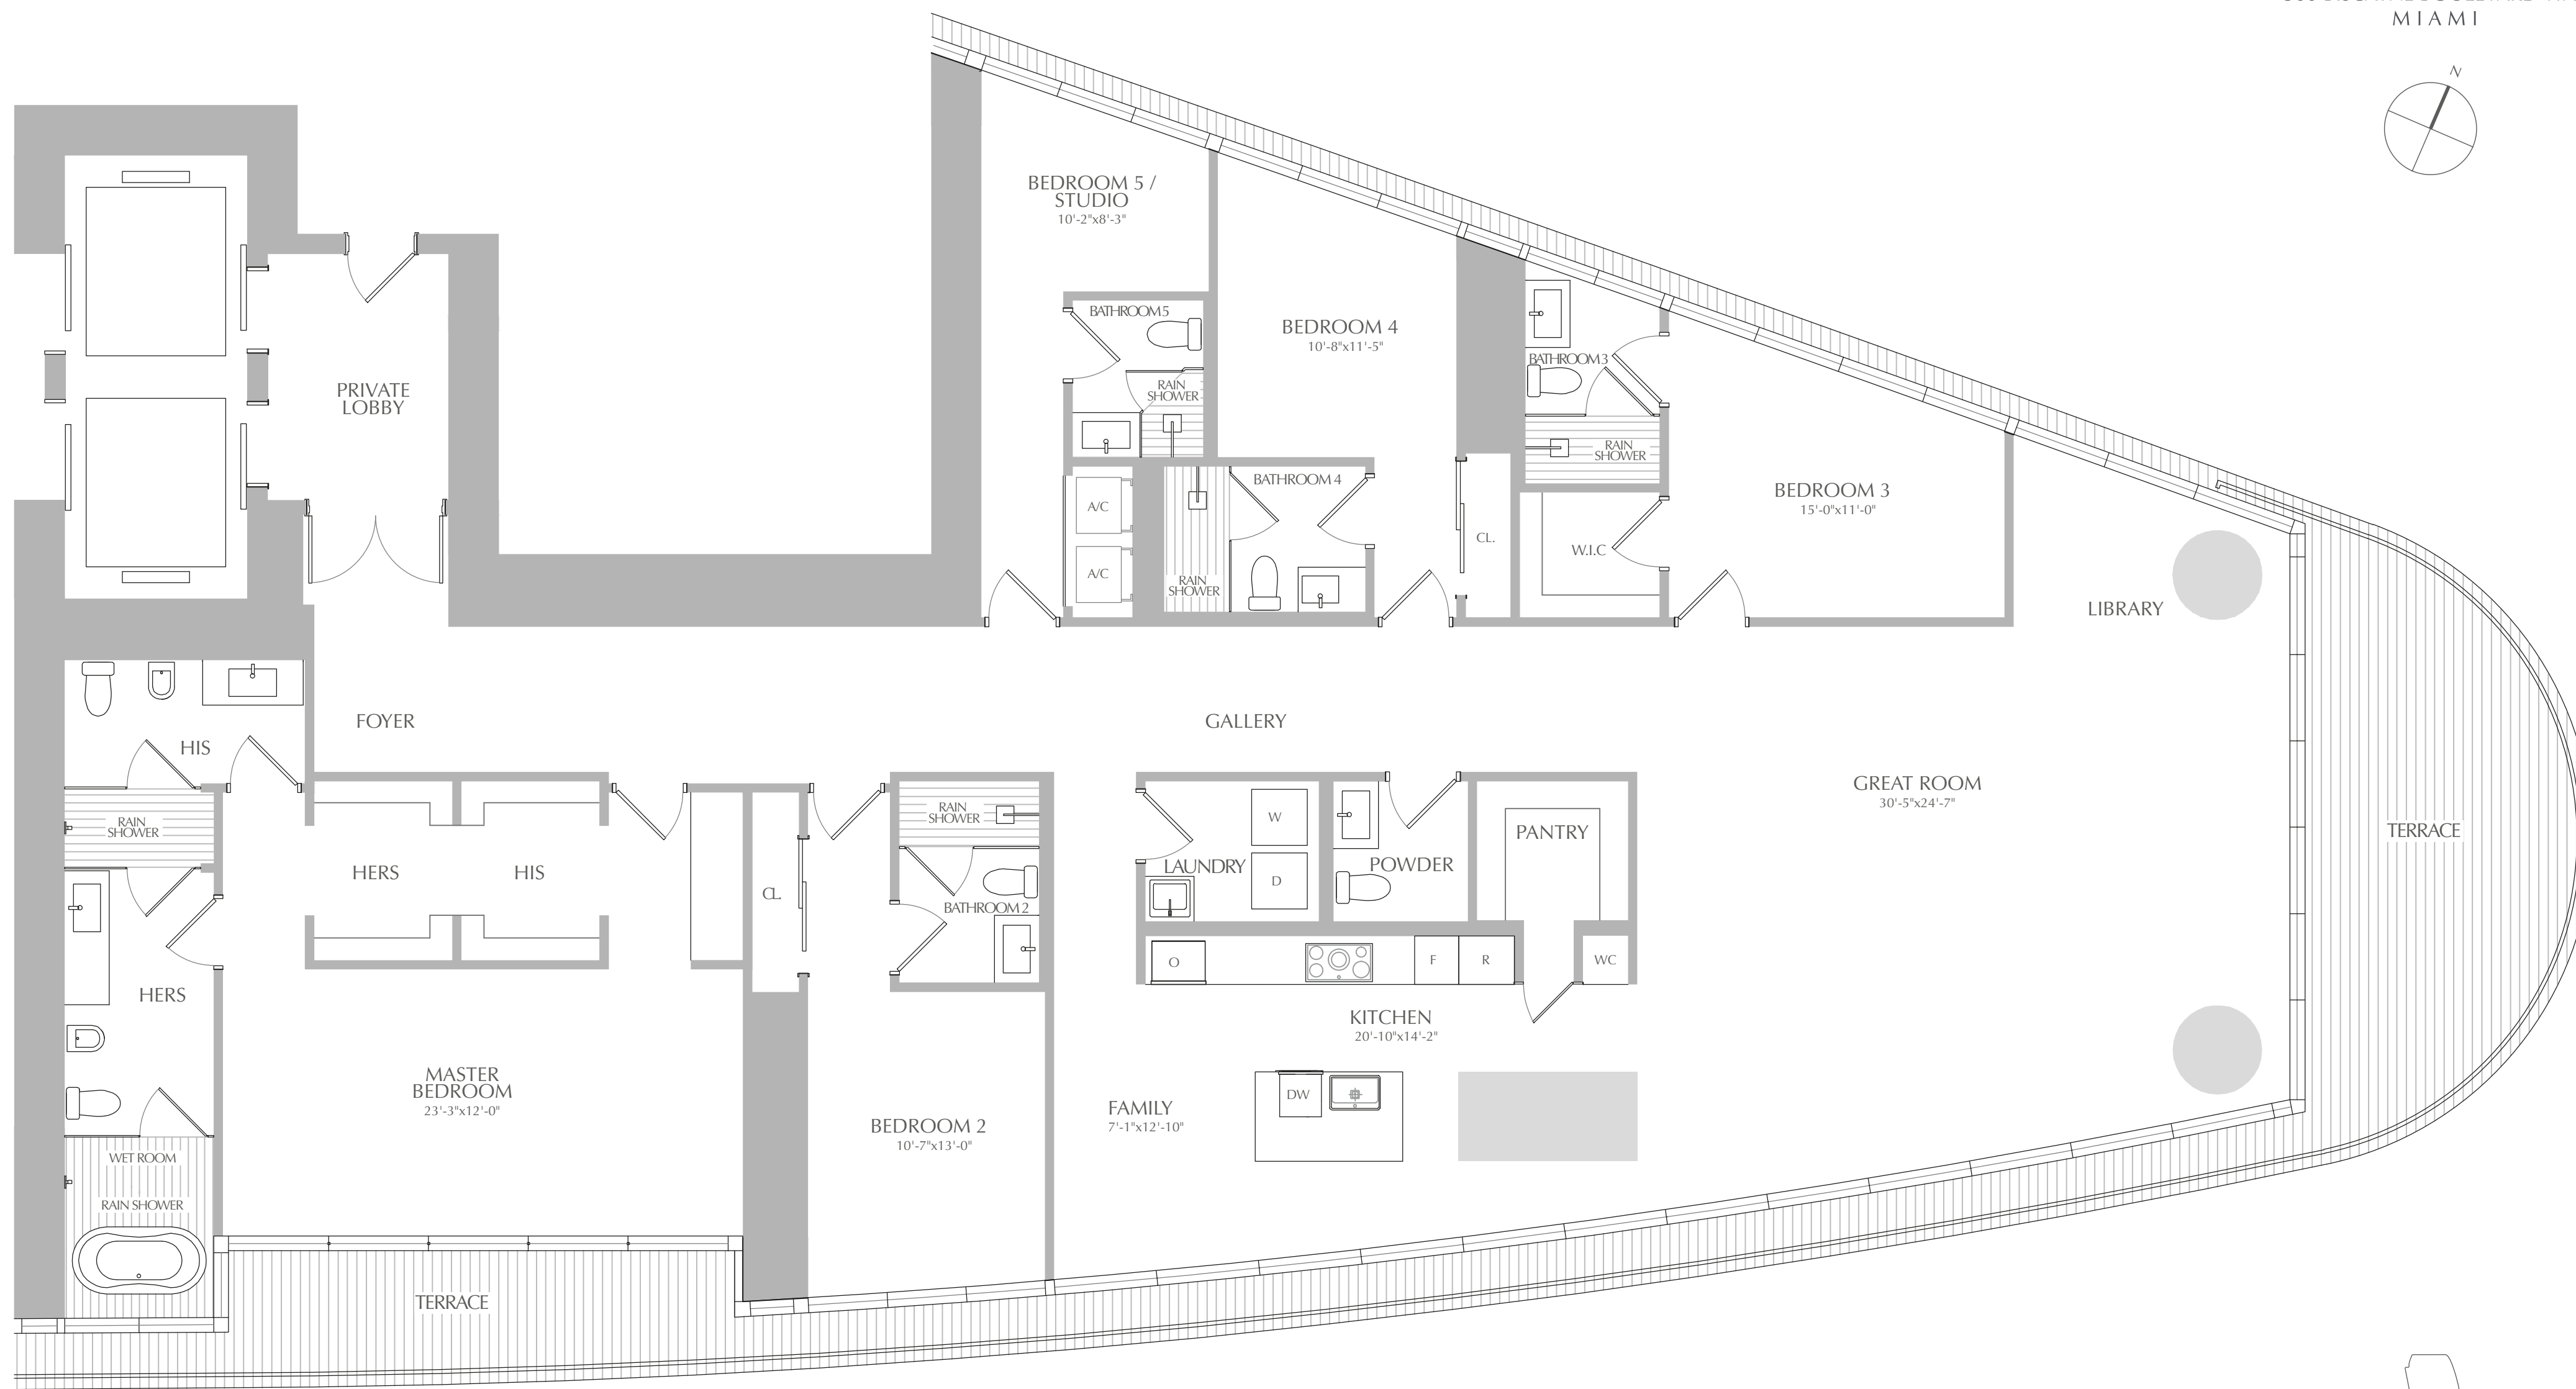 MIAMI
N
BEDROOM 5 /
STUDIO
10'-2"x8'-3"
BATHROOM5
RAIN
SHOWER
BEDROOM 4
10'-8"x11'-5"
BATHROOM3
RAIN
SHOWER
PRIVATE
LOBBY
A/C
A/C
BATHROOM 4
RAIN
SHOWER
CL.
W.I.C
BEDROOM 3
15'-0"x11'-0"
LIBRARY
FOYER
GALLERY
HIS
RAIN
SHOWER
HERS
HIS
CL.
RAIN
SHOWER
BATHROOM 2
W
D
LAUNDRY
POWDER
PANTRY
GREAT ROOM
30'-5"x24'-7"
TERRACE
O
F
R
WC
HERS
KITCHEN
20'-10"x14'-2"
MASTER
BEDROOM
23'-3"x12'-0"
BEDROOM 2
10'-7"x13'-0"
FAMILY
7'-1"x12'-10"
DW
WET ROOM
RAIN SHOWER
TERRACE